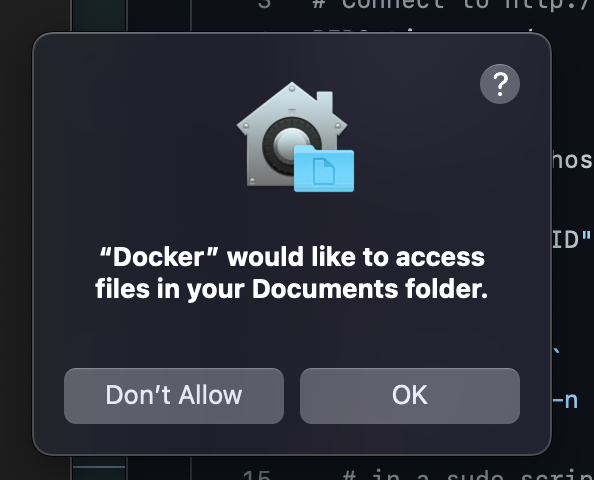 3 # Connect to http:/
?
hos
“Docker” would like to access
ID"
files in your Documents folder.
`
Don’t Allow
OK
-n
15 # in a sudo scrip